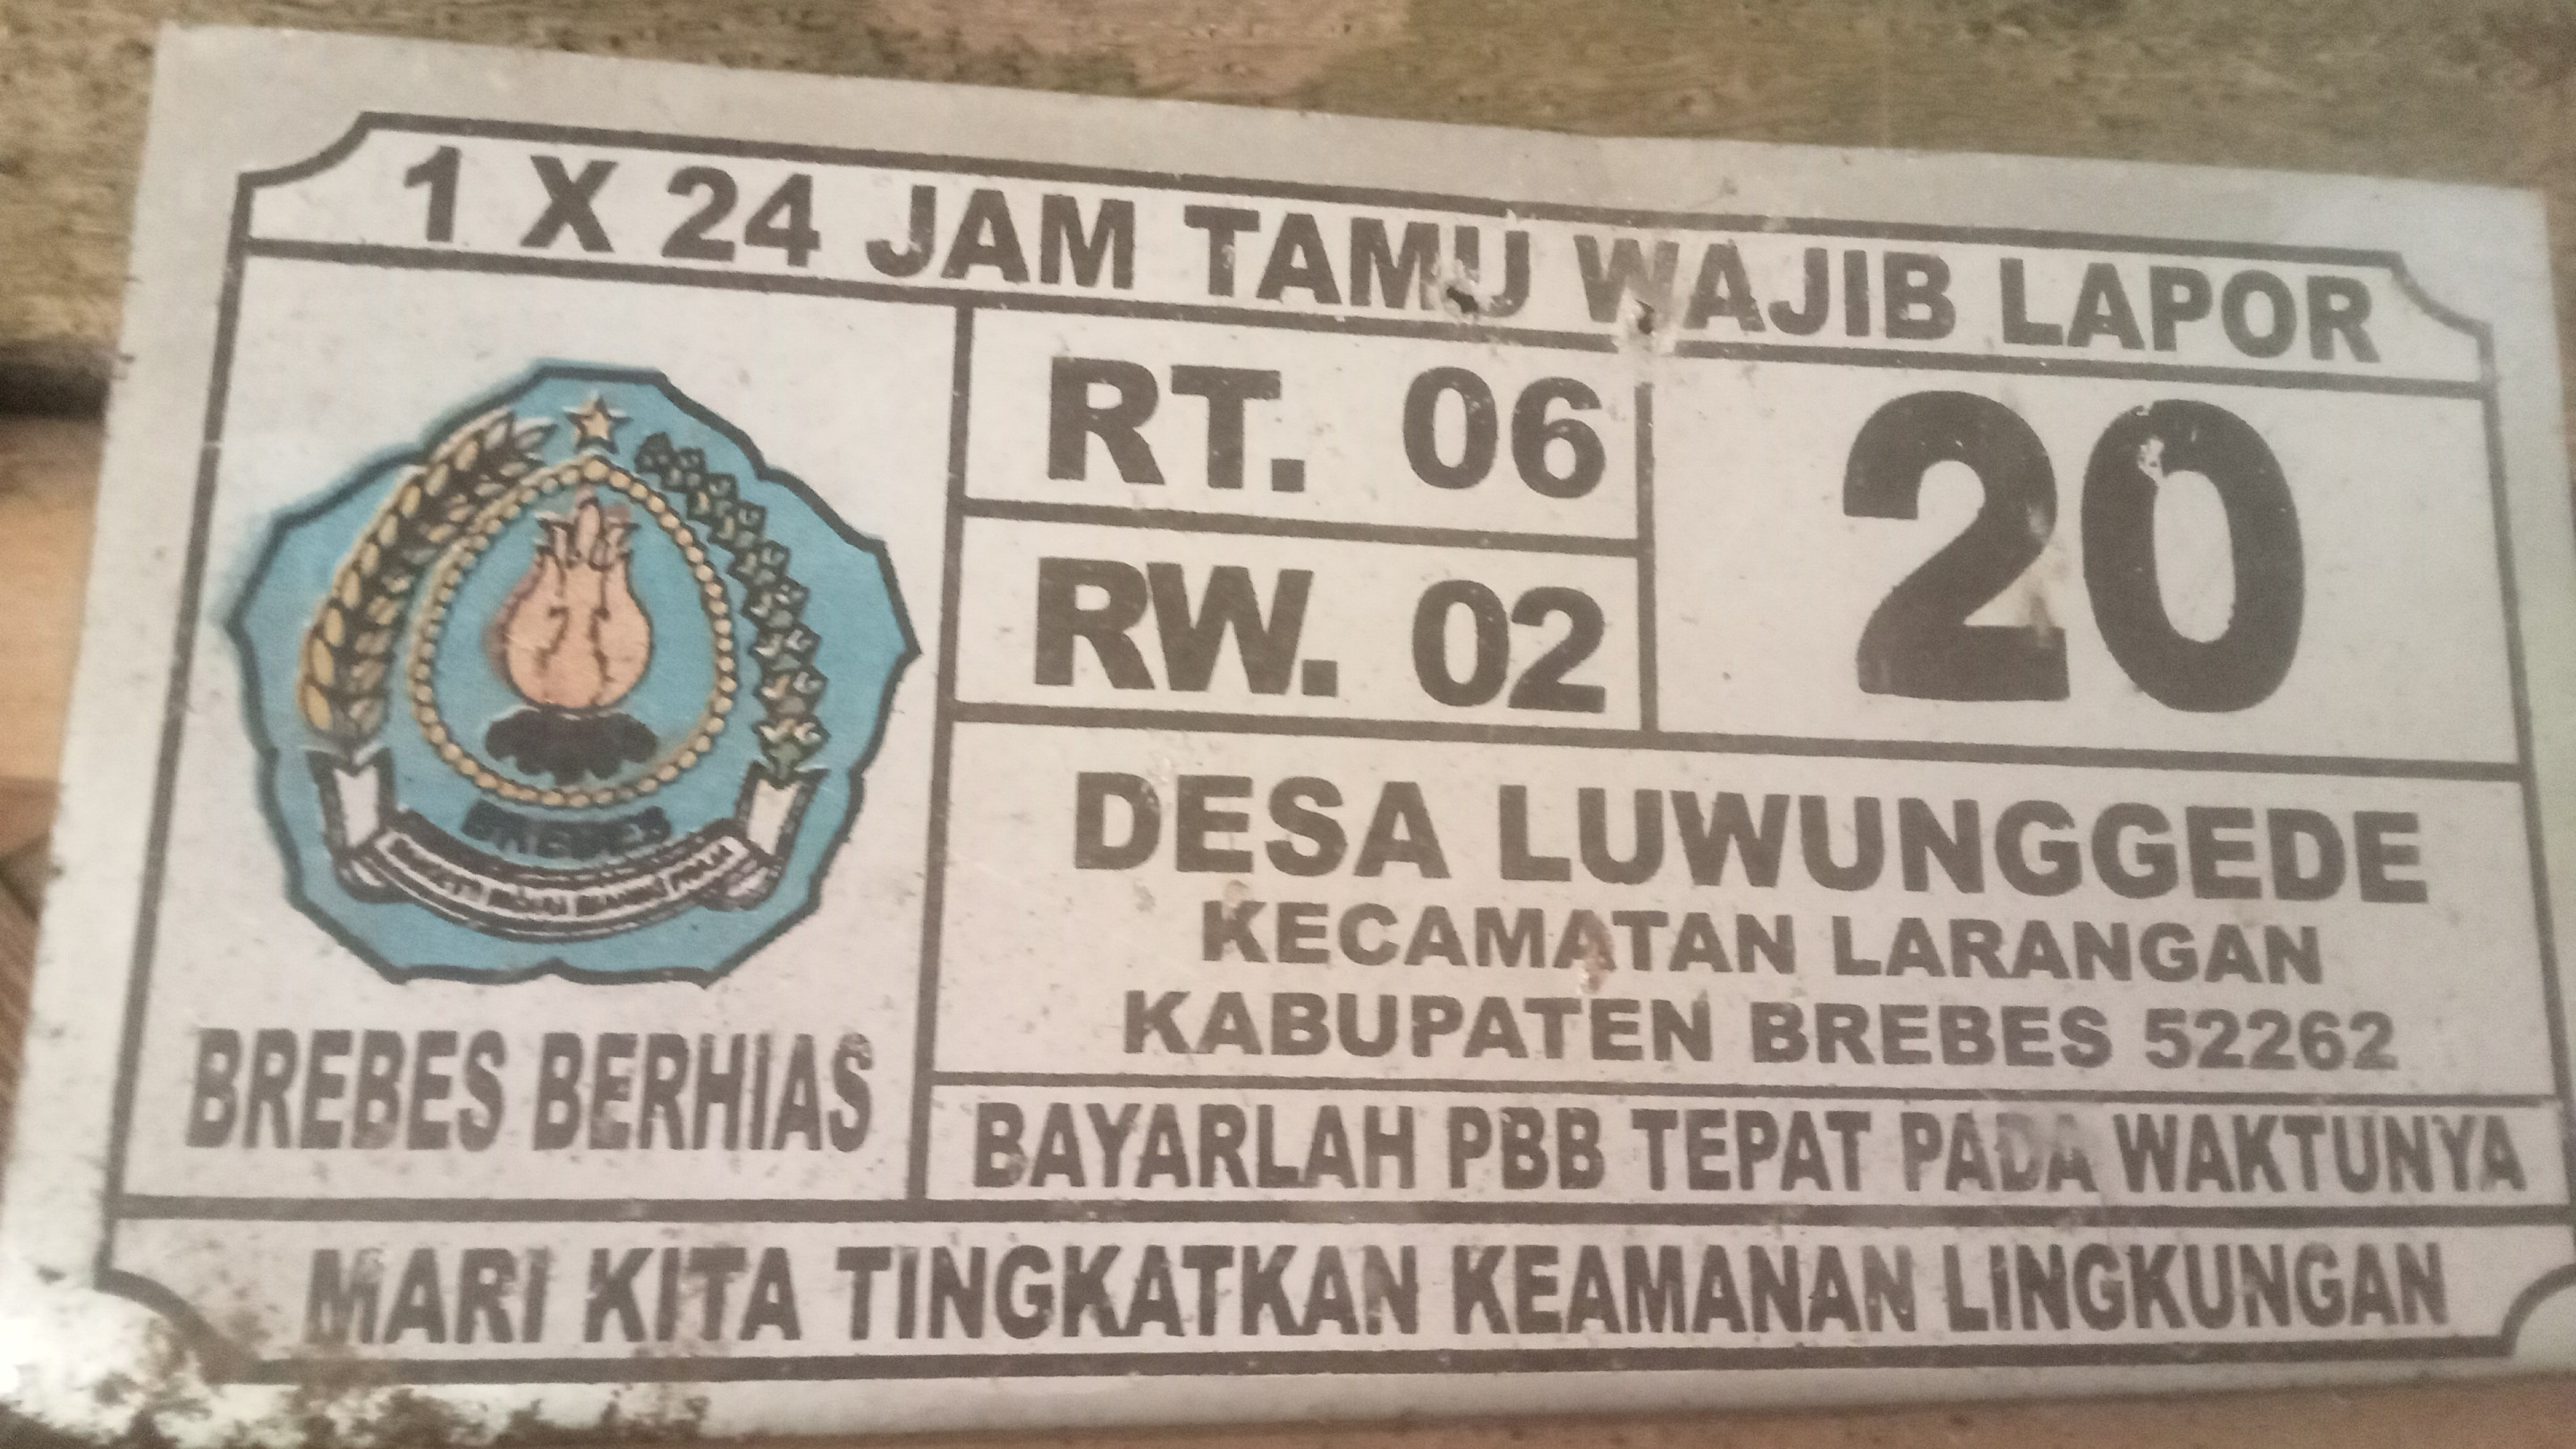 1 X 24 JAM TAMU WAJIB LAPOR
RT. 06
RW. 02
20
BREBES
BREBES BERHIAS
DESA LUWUNGGEDE
KECAMATAN LARANGAN
KABUPATEN BREBES 52262
BAYARLAH PBB TEPAT PADA WAKTUNYA
MARI KITA TINGKATKAN KEAMANAN LINGKUNGAN